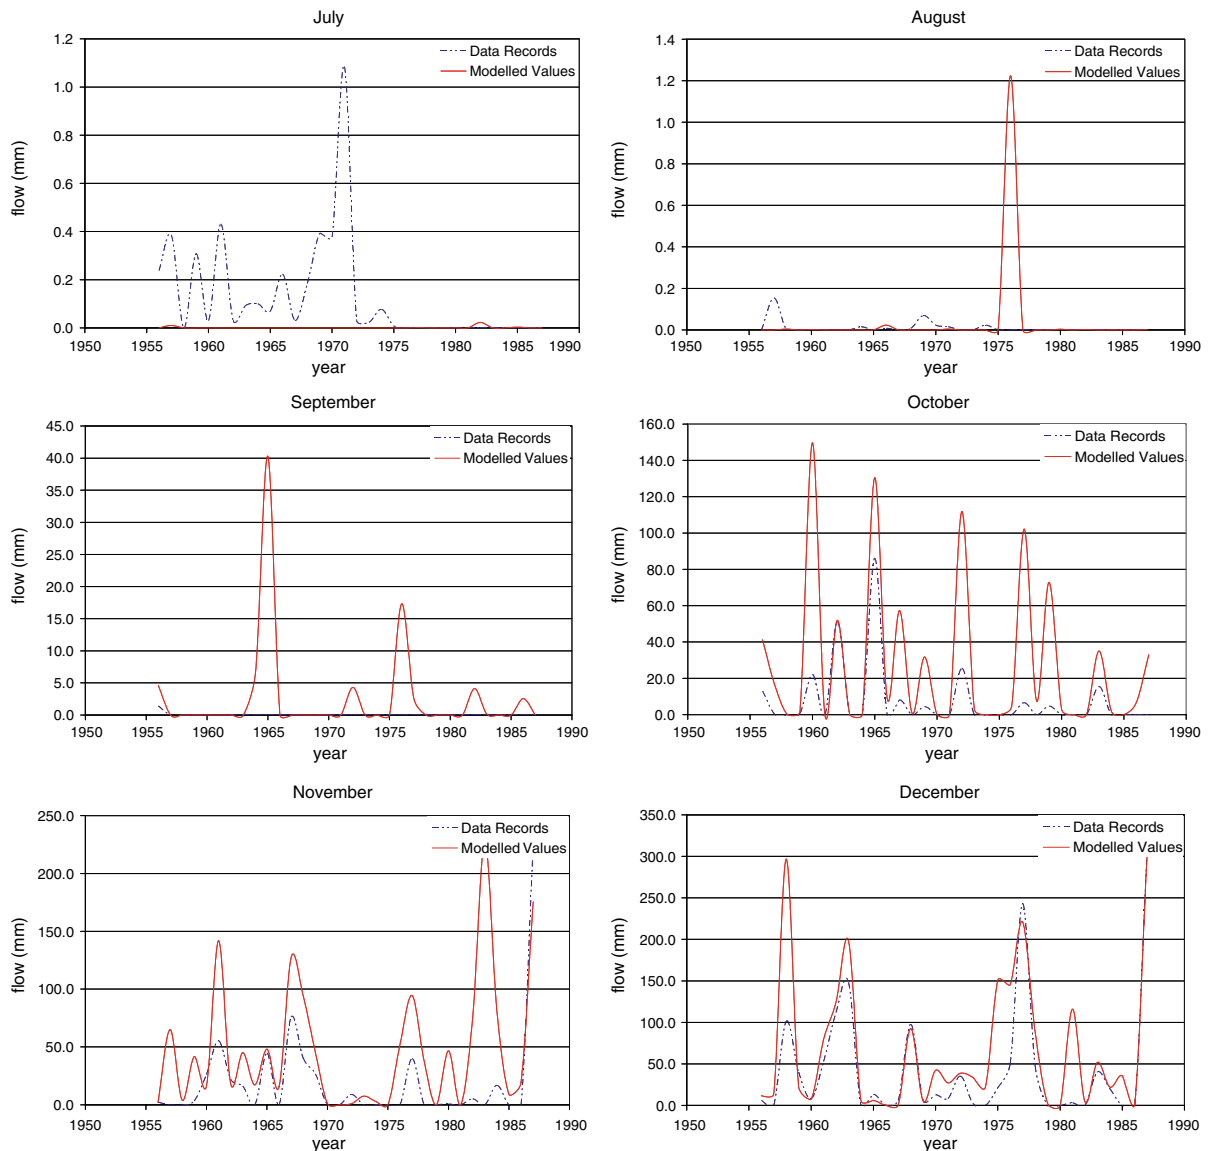 July
1.2
1.0
0.8
0.6
0.4
0.2
0.0
flow (mm)
Data Records
Modelled Values
1950 1955 1960 1965 1970 1975 1980 1985 1990
year
August
1.4
1.2
1.0
0.8
0.6
0.4
0.2
0.0
flow (mm)
Data Records
Modelled Values
1950 1955 1960 1965 1970 1975 1980 1985 1990
year
September
45.0
40.0
35.0
30.0
25.0
20.0
15.0
10.0
5.0
0.0
flow (mm)
Data Records
Modelled Values
1950 1955 1960 1965 1970 1975 1980 1985 1990
year
October
160.0
140.0
120.0
100.0
80.0
60.0
40.0
20.0
0.0
flow (mm)
Data Records
Modelled Values
1950 1955 1960 1965 1970 1975 1980 1985 1990
year
November
250.0
200.0
150.0
100.0
50.0
0.0
flow (mm)
Data Records
Modelled Values
1950 1955 1960 1965 1970 1975 1980 1985 1990
year
December
350.0
300.0
250.0
200.0
150.0
100.0
50.0
0.0
flow (mm)
Data Records
Modelled Values
1950 1955 1960 1965 1970 1975 1980 1985 1990
year